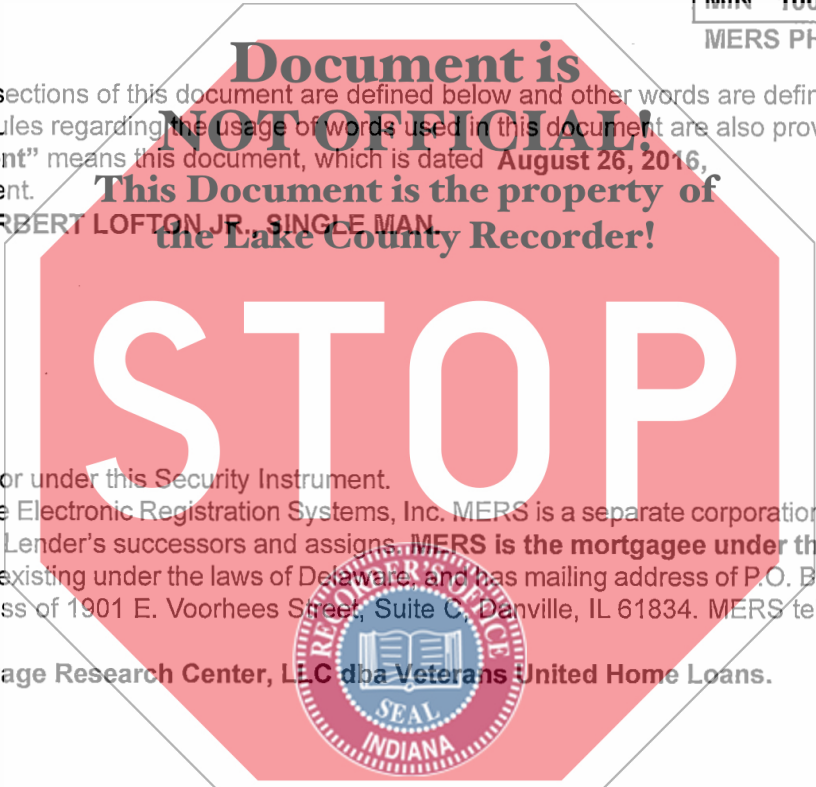 MIN 100
MERS PH
Document is
sections of this document are defined below and other words are defin
ules regarding the usage of words used in this document are also prov
NOT OFFICIAL!
nt” means this document, which is dated August 26, 2016,
ent.
This Document is the property of
RBERT LOFTON JR., SINGLE MAN.
the Lake County Recorder!
STOP
or under this Security Instrument.
e Electronic Registration Systems, Inc. MERS is a separate corporation
Lender's successors and assigns. MERS is the mortgagee under th
existing under the laws of Delaware, and has mailing address of P.O. B
ss of 1901 E. Voorhees Street, Suite C, Danville, IL 61834. MERS te
age Research Center, LLC dba Veterans United Home Loans.
RECORDER'S OFFICE
SEAL
INDIANA